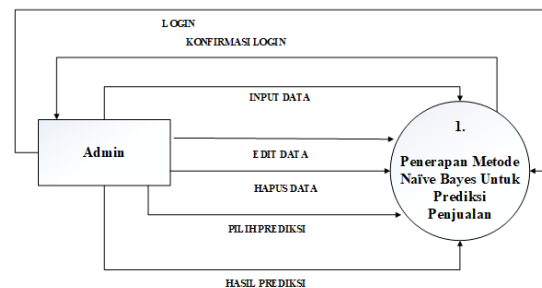 LOGIN
KONFIRMASI LOGIN
INPUT DATA
Admin
EDIT DATA
HAPUS DATA
PILIH PREDIKSI
HASIL PREDIKSI
1.
Penerapan Metode
Naïve Bayes Untuk
Prediksi
Penjualan